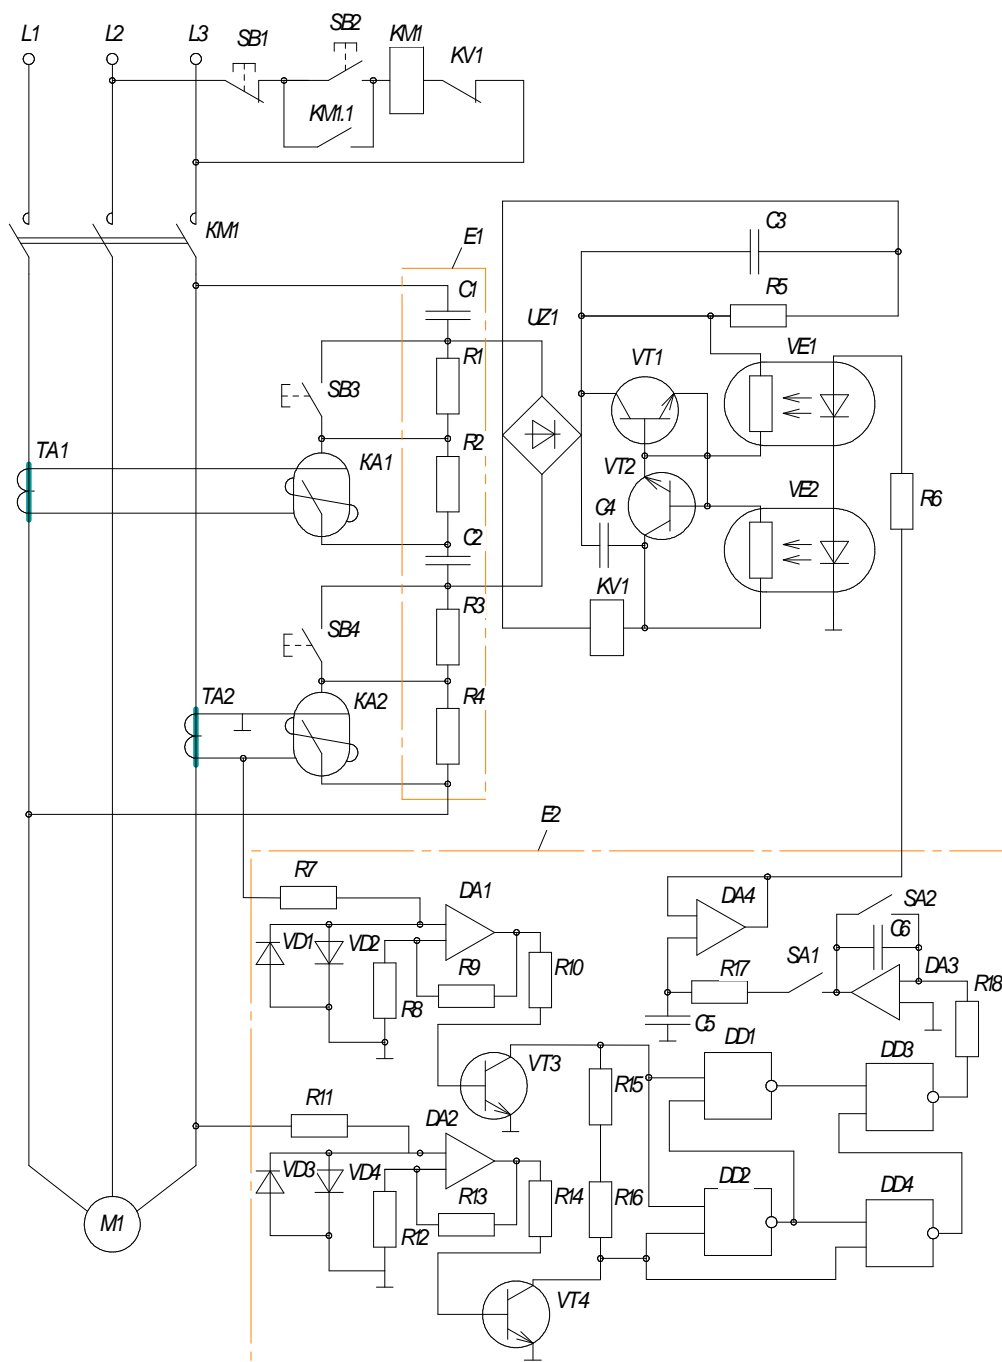 L1 L2 L3 SB1 SB2 KM1 KV1
KM1.1
KM1
E1
C1
C3
R5
UZ1
R1
VT1
VE1
SB3
TA1
KA1
R2
VT2
VE2
C4
R6
C2
KV1
R3
SB4
TA2
KA2
R4
E2
R7
DA1
DA4
SA2
C6
VD1
VD2
R9
R10
R17
SA1
DA3
R18
R8
C5
VT3
DD1
DD3
R15
R11
DA2
VD3
VD4
R13
R14
R16
DD2
DD4
M1
R12
VT4